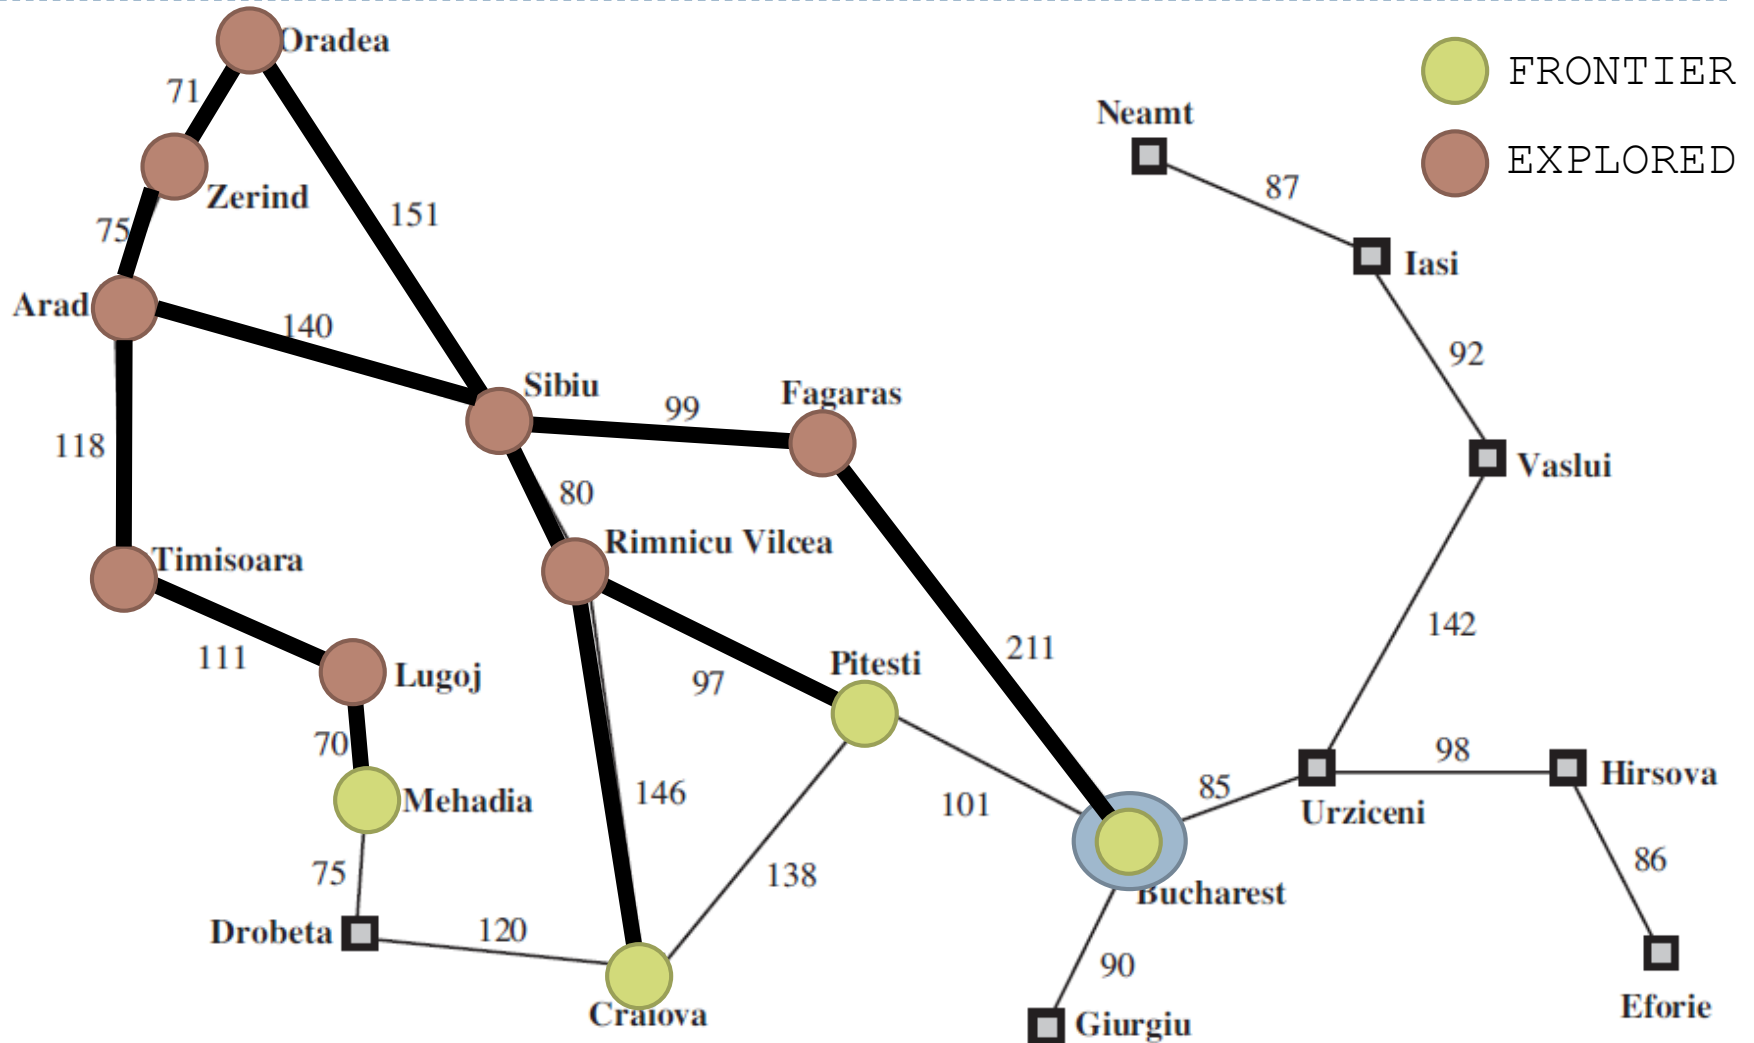 Oradea
FRONTIER
71
Neamt
EXPLORED
87
Zerind
151
75
Iasi
Arad
140
92
Sibiu
Fagaras
99
118
Vaslui
80
Rimnicu Vilcea
Timisoara
142
211
111
Lugoj
97
Pitesti
70
98
Hirsova
Mehadia
146
101
85
Urziceni
86
75
138
Bucharest
Drobeta
120
90
Craiova
Giurgiu
Eforie